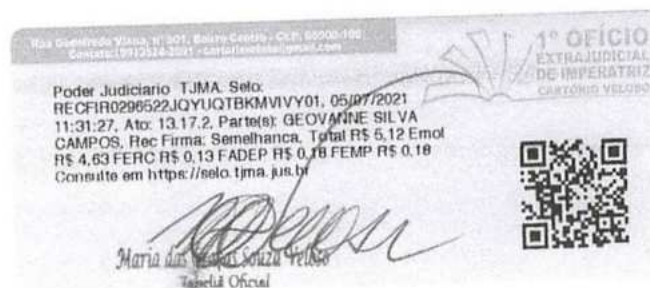 1º OFÍCIO
EXTRAJUDICIAL
DE IMPERATRIZ
CARTÓRIO VELOSO
Poder Judiciario TJMA. Selo:
RECFIR0296522JQYUQTBKMVIVY01, 05/07/2021
11:31:27, Ato: 13.17.2, Parte(s): GEOVANNE SILVA
CAMPOS, Rec Firma: Semelhanca, Total R$ 5,12 Emol
R$ 4,63 FERC R$ 0,13 FADEP R$ 0,18 FEMP R$ 0,18
Consulte em https://selo.tjma.jus.br
Maria das Souza Veloso
Tabeliã Oficial